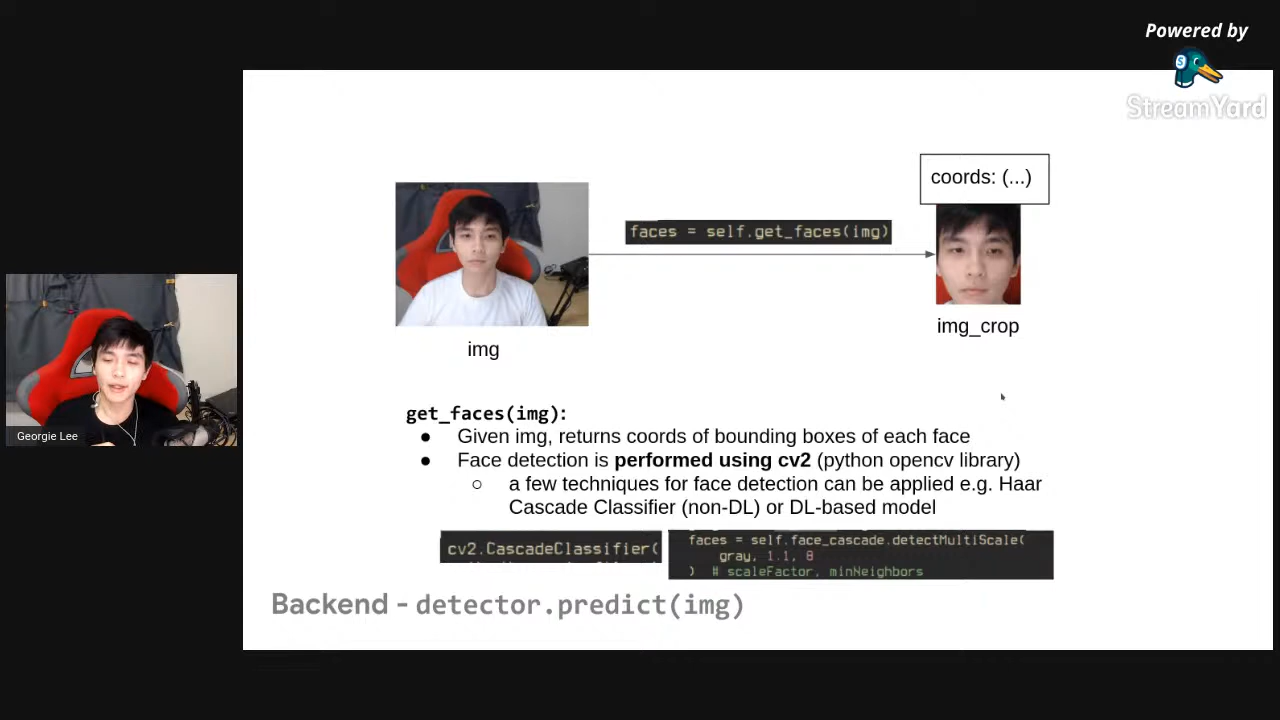 Powered by
StreamYard
coords: (...)
faces = self.get_faces(img)
img_crop
img
Georgie Lee
get_faces(img):
● Given img, returns coords of bounding boxes of each face
● Face detection is performed using cv2 (python opencv library)
○ a few techniques for face detection can be applied e.g. Haar
Cascade Classifier (non-DL) or DL-based model
cv2.CascadeClassifier(
faces = self.face_cascade.detectMultiScale(
gray, 1.1, 8
) # scaleFactor, minNeighbors
Backend - detector.predict(img)